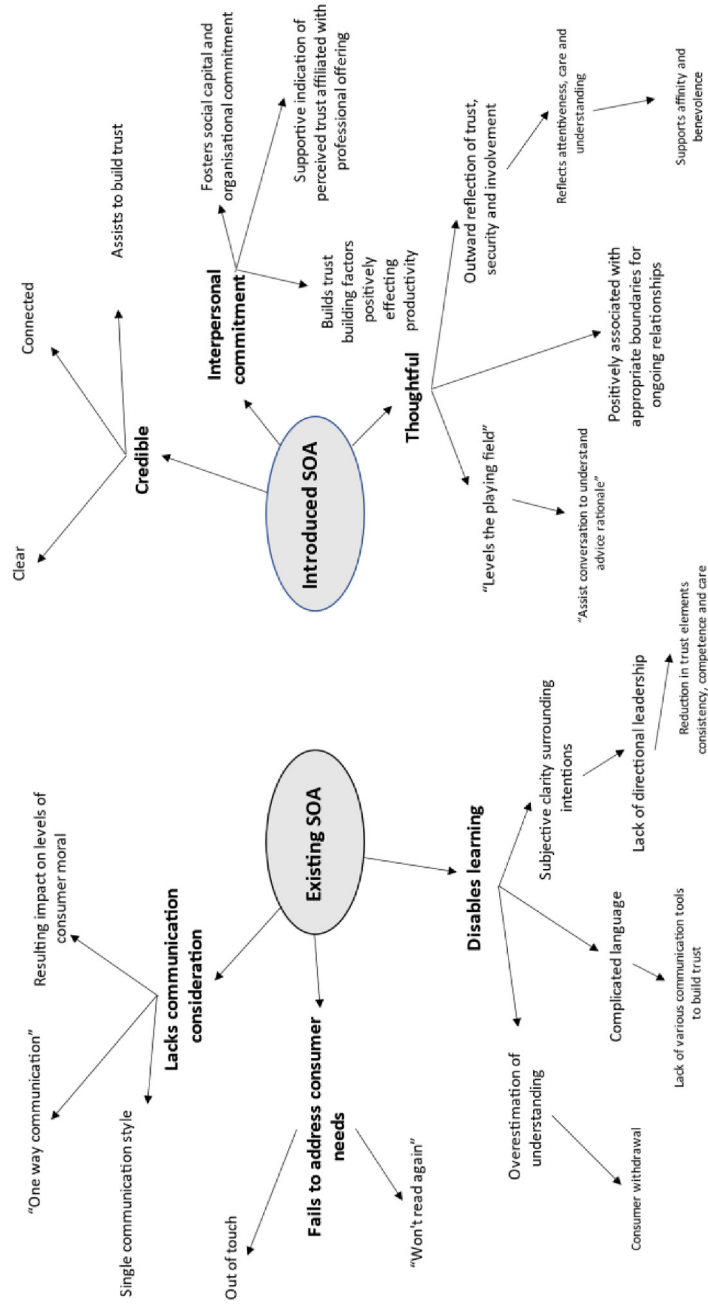 “One way communication”
Resulting impact on levels of
consumer moral
Single communication style
Lacks communication
consideration
Out of touch
Fails to address consumer
needs
“Won't read again”
Existing SOA
Disables learning
Overestimation of
understanding
Consumer withdrawal
Complicated language
Lack of various communication tools
to build trust
Subjective clarity surrounding
intentions
Lack of directional leadership
Reduction in trust elements
consistency, competence and care
Clear
Connected
Assists to build trust
Credible
Introduced SOA
Interpersonal
commitment
Fosters social capital and
organisational commitment
Supportive indication of
perceived trust affiliated with
professional offering
Builds trust
building factors
positively
effecting
productivity
Thoughtful
“Levels the playing field”
“Assist conversation to understand
advice rationale”
Positively associated with
appropriate boundaries for
ongoing relationships
Outward reflection of trust,
security and involvement
Reflects attentiveness, care and
understanding
Supports affinity and
benevolence